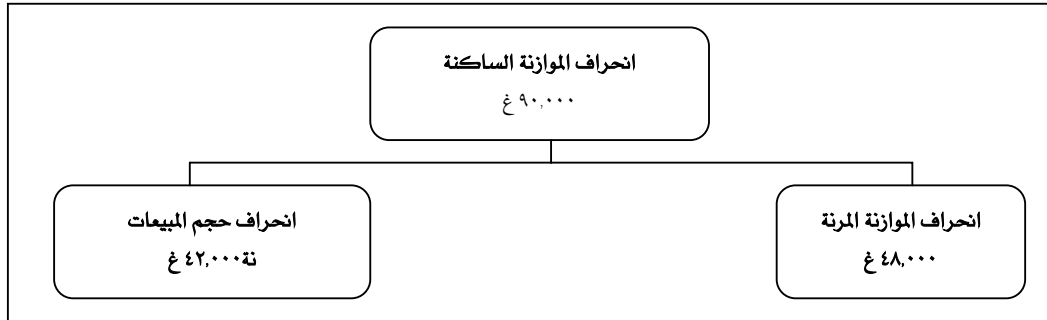 انحراف الموازنة الساكنة
٩٠,٠٠٠ غ
انحراف الموازنة المرنة
٤٨,٠٠٠ غ
انحراف حجم المبيعات
نة٤٢,٠٠٠ غ